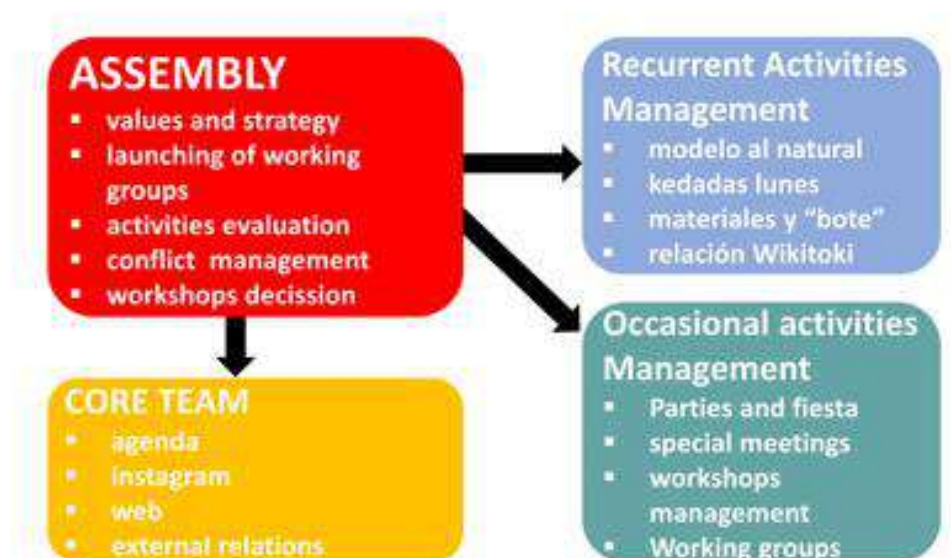 ASSEMBLY
▪ values and strategy
▪ launching of working
groups
▪ activities evaluation
▪ conflict management
▪ workshops decission
Recurrent Activities
Management
▪ modelo al natural
▪ kedadas lunes
▪ materiales y "bote"
▪ relación Wikitoki
CORE TEAM
▪ agenda
▪ instagram
▪ web
▪ external relations
Occasional activities
Management
▪ Parties and fiesta
▪ special meetings
▪ workshops
management
▪ Working groups